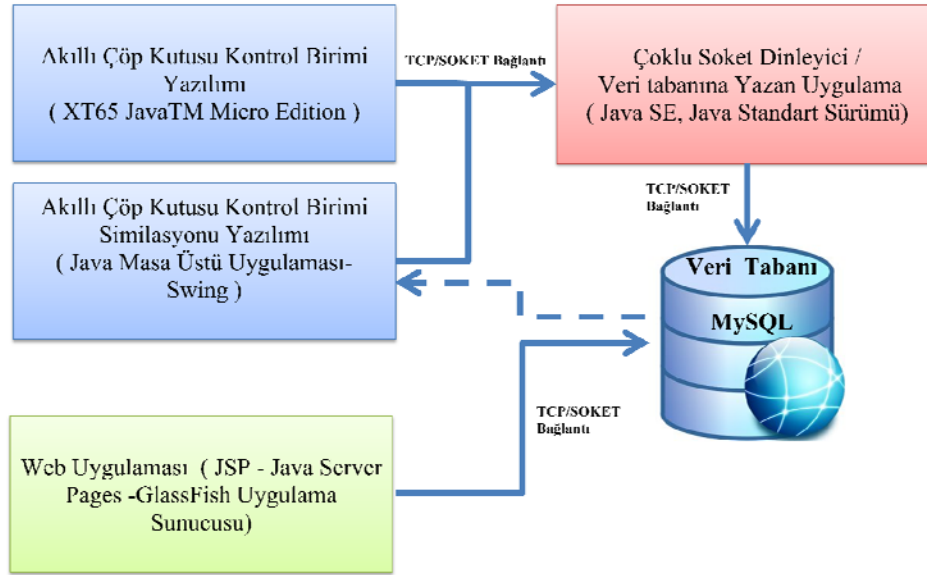 Akıllı Çöp Kutusu Kontrol Birimi
Yazılımı
( XT65 JavaTM Micro Edition )
TCP/SOKET Bağlantı
Çoklu Soket Dinleyici /
Veri tabanına Yazan Uygulama
( Java SE, Java Standart Sürümü)
TCP/SOKET
Bağlantı
Akıllı Çöp Kutusu Kontrol Birimi
Similasyonu Yazılımı
( Java Masa Üstü Uygulaması-
Swing )
Veri Tabanı
MySQL
TCP/SOKET
Bağlantı
Web Uygulaması ( JSP - Java Server
Pages -GlassFish Uygulama
Sunucusu)